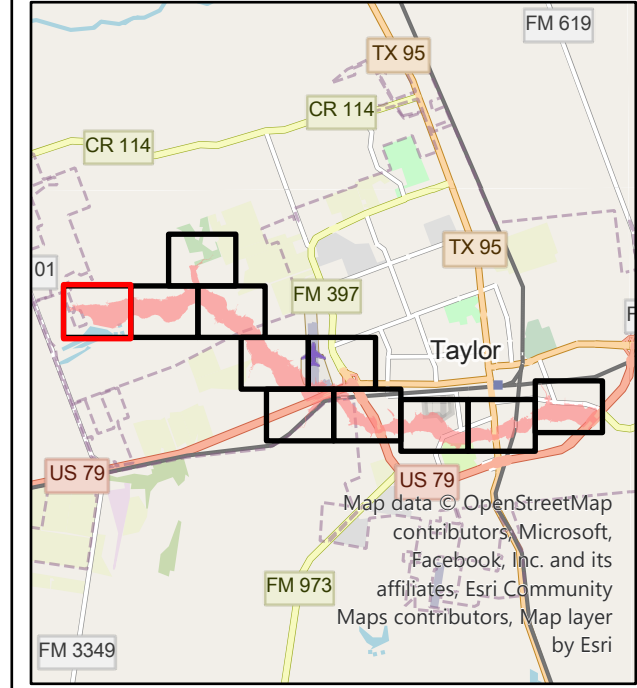 FM 619
TX 95
CR 114
CR 114
TX 95
01
FM 397
F
Taylor
US 79
US 79
Map data © OpenStreetMap
contributors, Microsoft,
Facebook, Inc. and its
affiliates, Esri Community
Maps contributors, Map layer
by Esri
FM 973
FM 3349